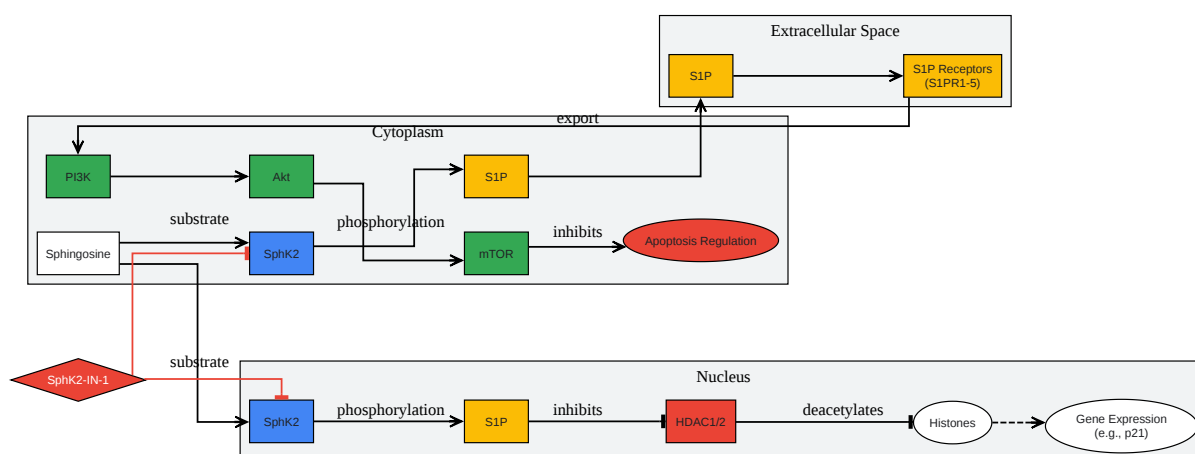 Extracellular Space
S1P
S1P Receptors
(S1PR1-5)
export
Cytoplasm
PI3K
Akt
S1P
substrate
phosphorylation
inhibits
Sphingosine
SphK2
mTOR
Apoptosis Regulation
substrate
SphK2-IN-1
Nucleus
phosphorylation
inhibits
deacetylates
SphK2
S1P
HDAC1/2
Histones
Gene Expression
(e.g., p21)